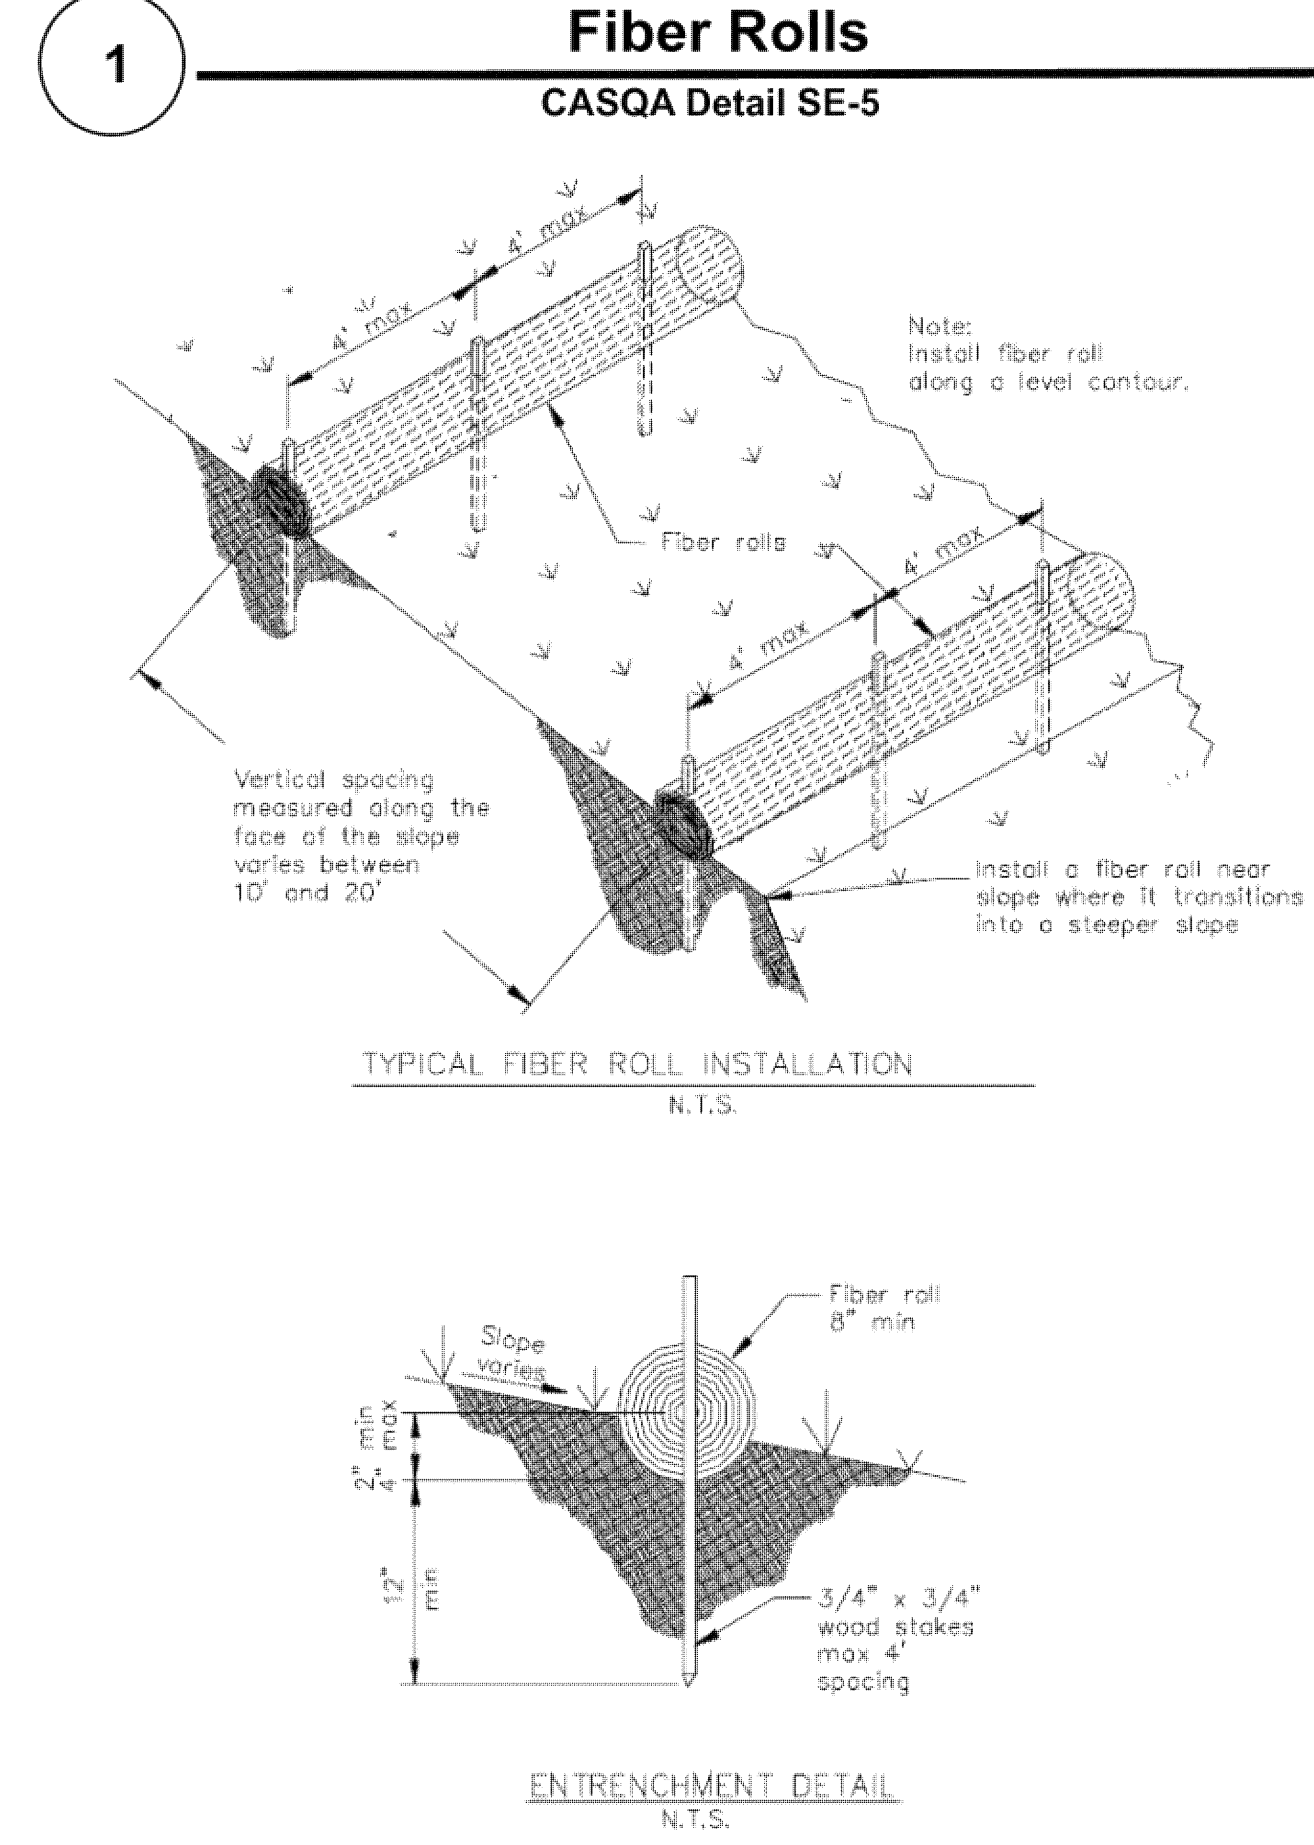 1
Fiber Rolls
CASQA Detail SE-5
4' max
4' max
Note:
Install fiber roll
along a level contour.
Fiber rolls
4' max
4' max
Vertical spacing
measured along the
face of the slope
varies between
10' and 20'
Install a fiber roll near
slope where it transitions
into a steeper slope
TYPICAL FIBER ROLL INSTALLATION
N.T.S.
Fiber roll
8" min
Slope
varies
2" min
4" max
12"
min
3/4" x 3/4"
wood stakes
max 4'
spacing
ENTRENCHMENT DETAIL
N.T.S.